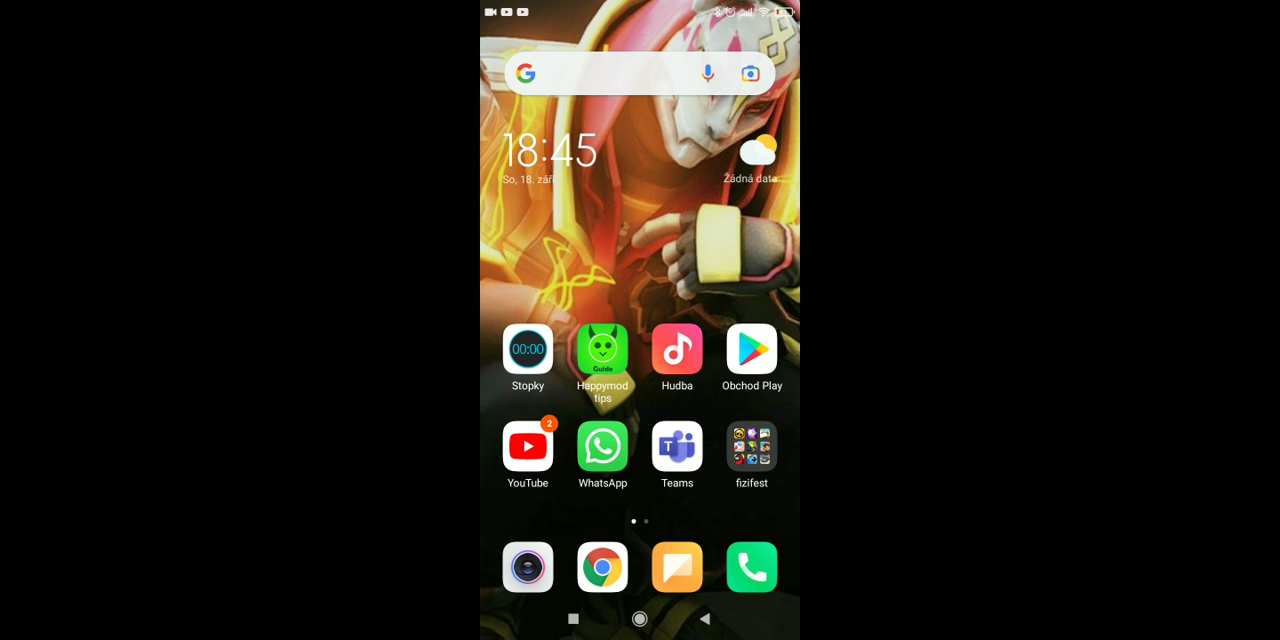 18:45
So, 18. září
Žádná data
00:00
Guide
Stopky
Happymod
tips
Hudba
Obchod Play
2
T
YouTube
WhatsApp
Teams
fizifest